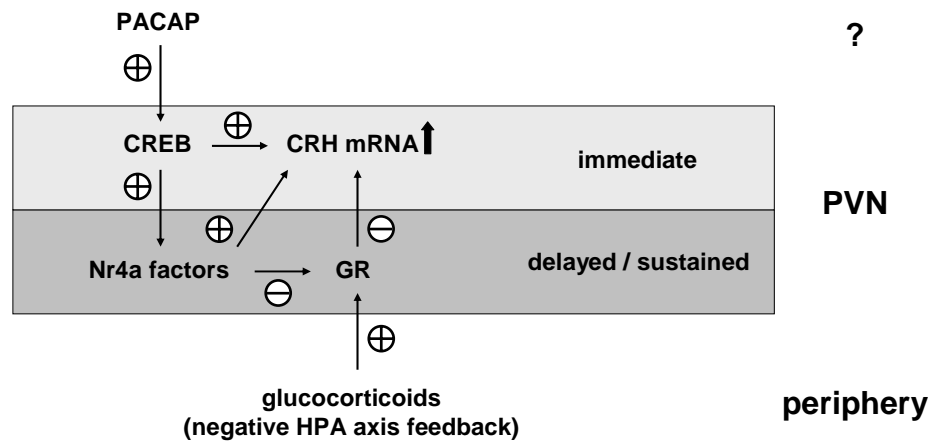 PACAP
?
CREB
CRH mRNA
immediate
PVN
Nr4a factors
GR
delayed / sustained
glucocorticoids
(negative HPA axis feedback)
periphery